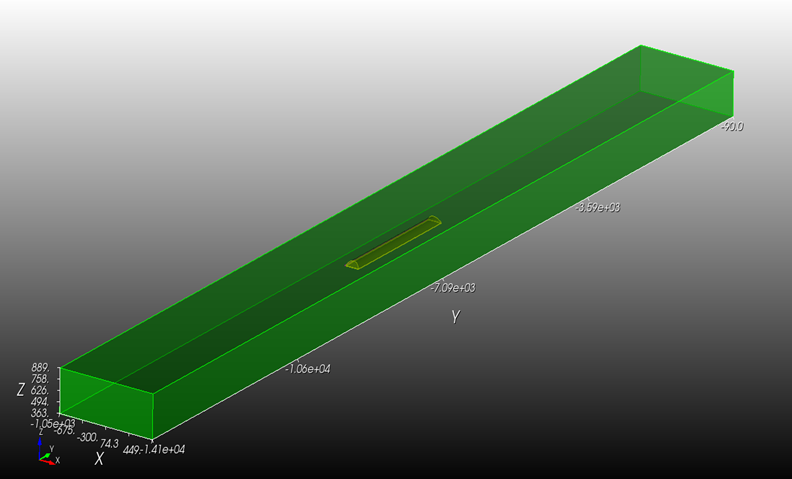 -90.0
-3.59e+03
-7.09e+03
Y
-1.06e+04
889.
758.
Z
626.
494.
363.
-1.05e+03
-675.
-300.
74.3
449.
-1.41e+04
X
Z
Y
X